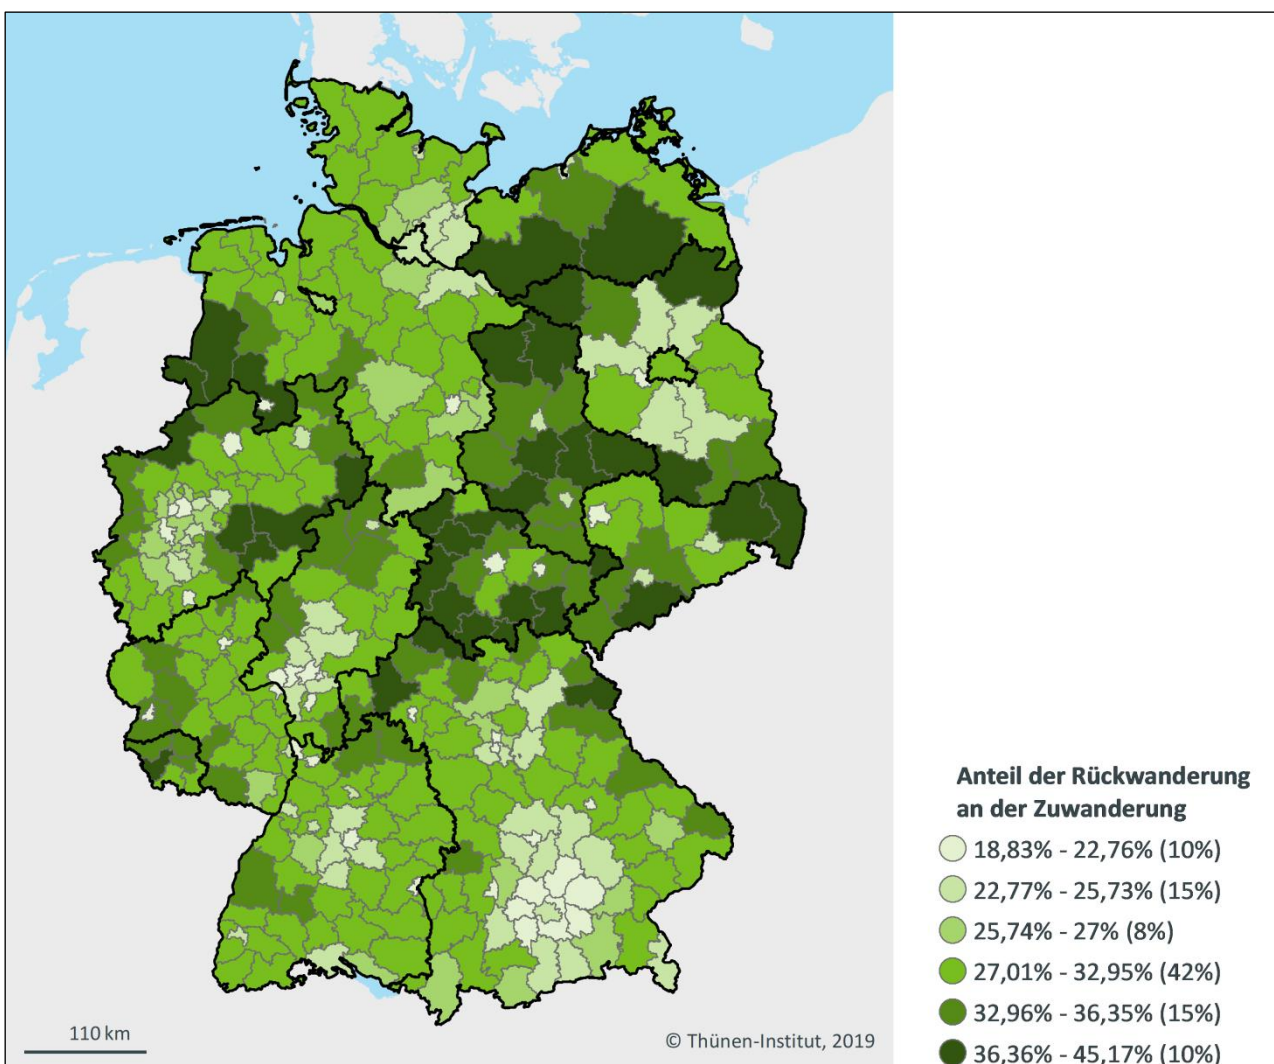 Anteil der Rückwanderung
an der Zuwanderung
18,83% - 22,76% (10%)
22,77% - 25,73% (15%)
25,74% - 27% (8%)
27,01% - 32,95% (42%)
32,96% - 36,35% (15%)
36,36% - 45,17% (10%)
110 km
© Thünen-Institut, 2019